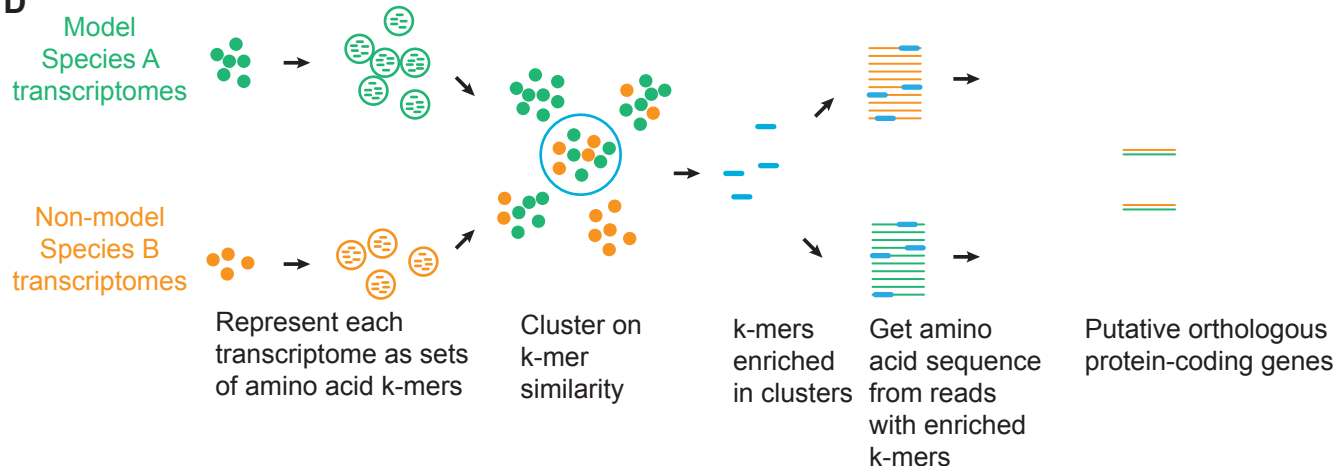 D
Model
Species A
transcriptomes
Non-model
Species B
transcriptomes
Represent each
transcriptome as sets
of amino acid k-mers
Cluster on
k-mer
similarity
k-mers
enriched
in clusters
Get amino
acid sequence
from reads
with enriched
k-mers
Putative orthologous
protein-coding genes